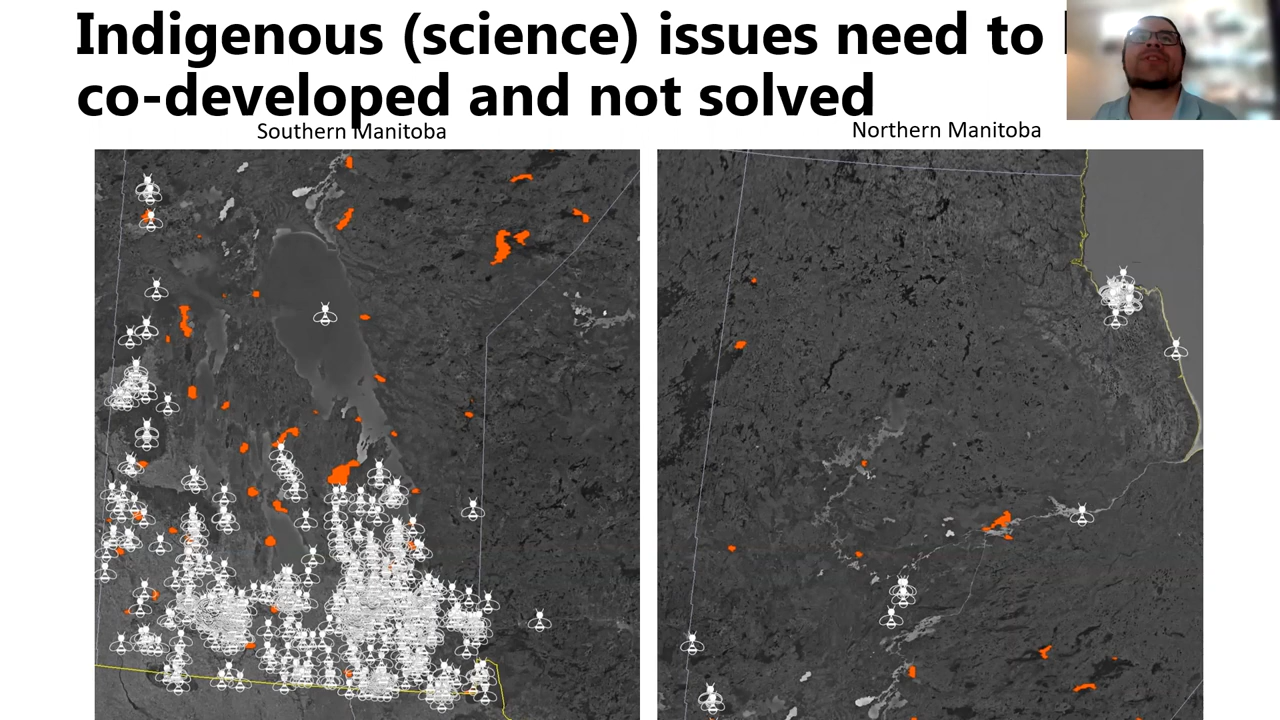 Indigenous (science) issues need to
co-developed and not solved
Southern Manitoba
Northern Manitoba